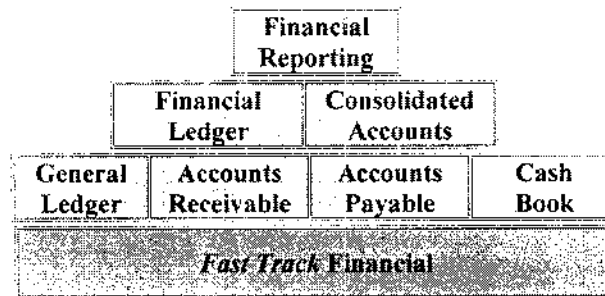 Financial
Reporting
Financial
Ledger
Consolidated
Accounts
General
Ledger
Accounts
Receivable
Accounts
Payable
Cash
Book
Fast Track Financial